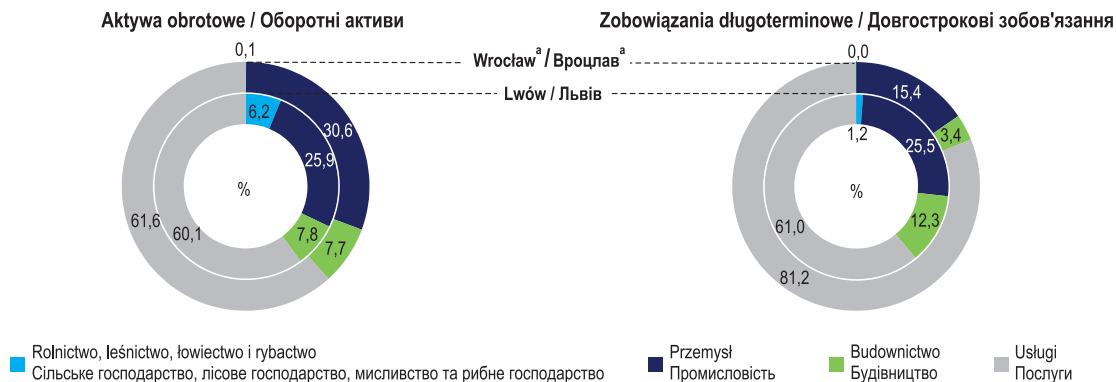 Aktywa obrotowe / Оборотні активи
Zobowiązania długoterminowe / Довгострокові зобов'язання
0,1
Wrocławᵃ / Вроцлавᵃ
0,0
Lwów / Львів
6,2
30,6
25,9
%
61,6
60,1
7,8
7,7
15,4
1,2
25,5
3,4
%
12,3
61,0
81,2
Rolnictwo, leśnictwo, łowiectwo i rybactwo
Сільське господарство, лісове господарство, мисливство та рибне господарство
Przemysł
Промисловість
Budownictwo
Будівництво
Usługi
Послуги